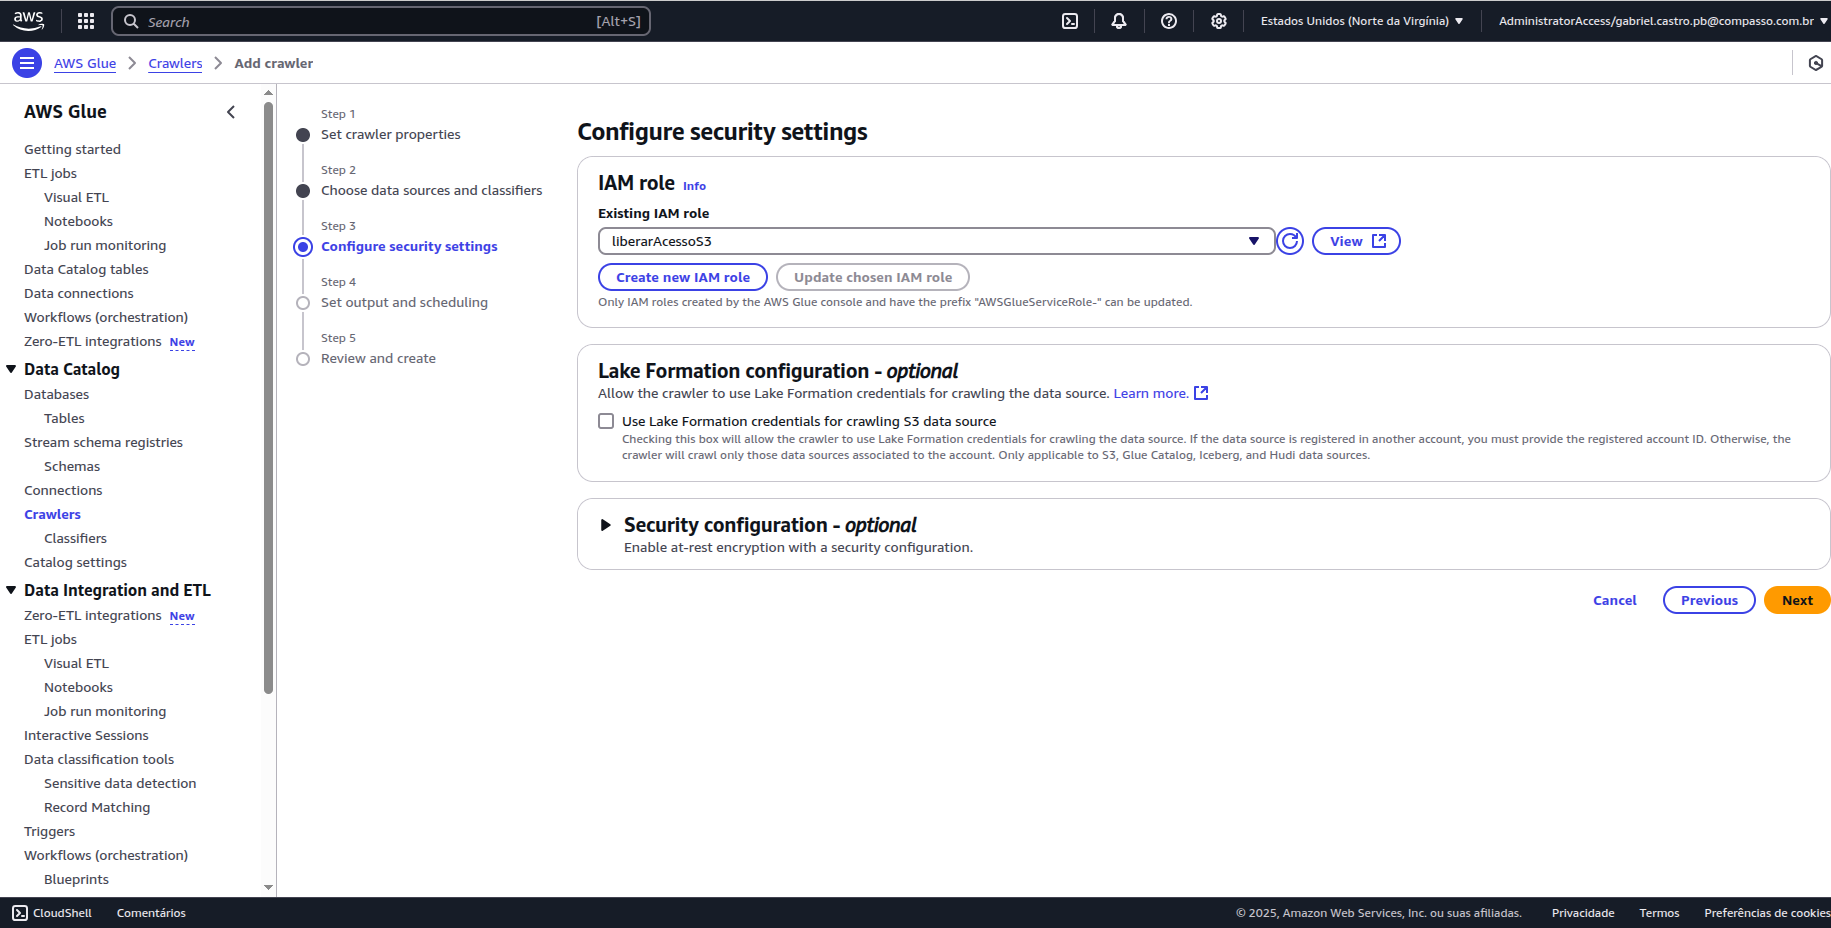 aws
Search
[Alt+S]
Estados Unidos (Norte da Virgínia)
AdministratorAccess/gabriel.castro.pb@compasso.com.br
AWS Glue
Crawlers
Add crawler
AWS Glue
Getting started
ETL jobs
Visual ETL
Notebooks
Job run monitoring
Data Catalog tables
Data connections
Workflows (orchestration)
Zero-ETL integrations New
Data Catalog
Databases
Tables
Stream schema registries
Schemas
Connections
Crawlers
Classifiers
Catalog settings
Data Integration and ETL
Zero-ETL integrations New
ETL jobs
Visual ETL
Notebooks
Job run monitoring
Interactive Sessions
Data classification tools
Sensitive data detection
Record Matching
Triggers
Workflows (orchestration)
Blueprints
Step 1
Set crawler properties
Step 2
Choose data sources and classifiers
Step 3
Configure security settings
Step 4
Set output and scheduling
Step 5
Review and create
Configure security settings
IAM role Info
Existing IAM role
liberarAcessoS3
View
Create new IAM role
Update chosen IAM role
Only IAM roles created by the AWS Glue console and have the prefix "AWSGlueServiceRole-" can be updated.
Lake Formation configuration - optional
Allow the crawler to use Lake Formation credentials for crawling the data source. Learn more.
Use Lake Formation credentials for crawling S3 data source
Checking this box will allow the crawler to use Lake Formation credentials for crawling the data source. If the data source is registered in another account, you must provide the registered account ID. Otherwise, the
crawler will crawl only those data sources associated to the account. Only applicable to S3, Glue Catalog, Iceberg, and Hudi data sources.
Security configuration - optional
Enable at-rest encryption with a security configuration.
Cancel
Previous
Next
CloudShell
Comentários
© 2025, Amazon Web Services, Inc. ou suas afiliadas.
Privacidade
Termos
Preferências de cookies